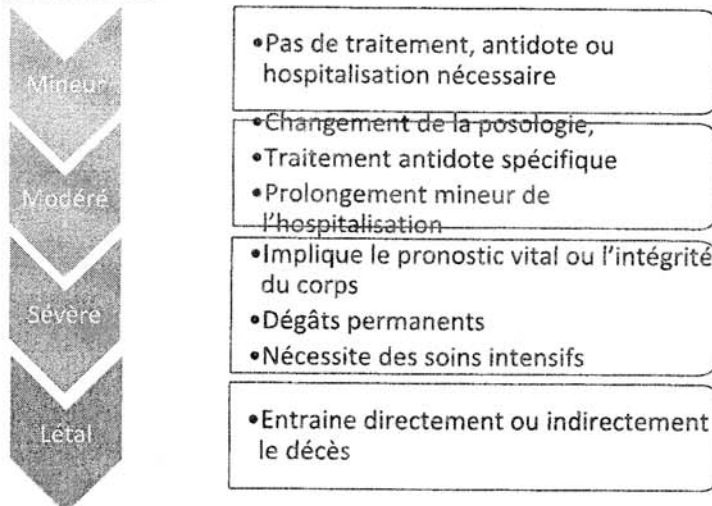 Mineur
•Pas de traitement, antidote ou
hospitalisation nécessaire
Modéré
•Changement de la posologie,
•Traitement antidote spécifique
•Prolongement mineur de
l'hospitalisation
Sévère
•Implique le pronostic vital ou l'intégrité
du corps
•Dégâts permanents
•Nécessite des soins intensifs
Létal
•Entraine directement ou indirectement
le décès